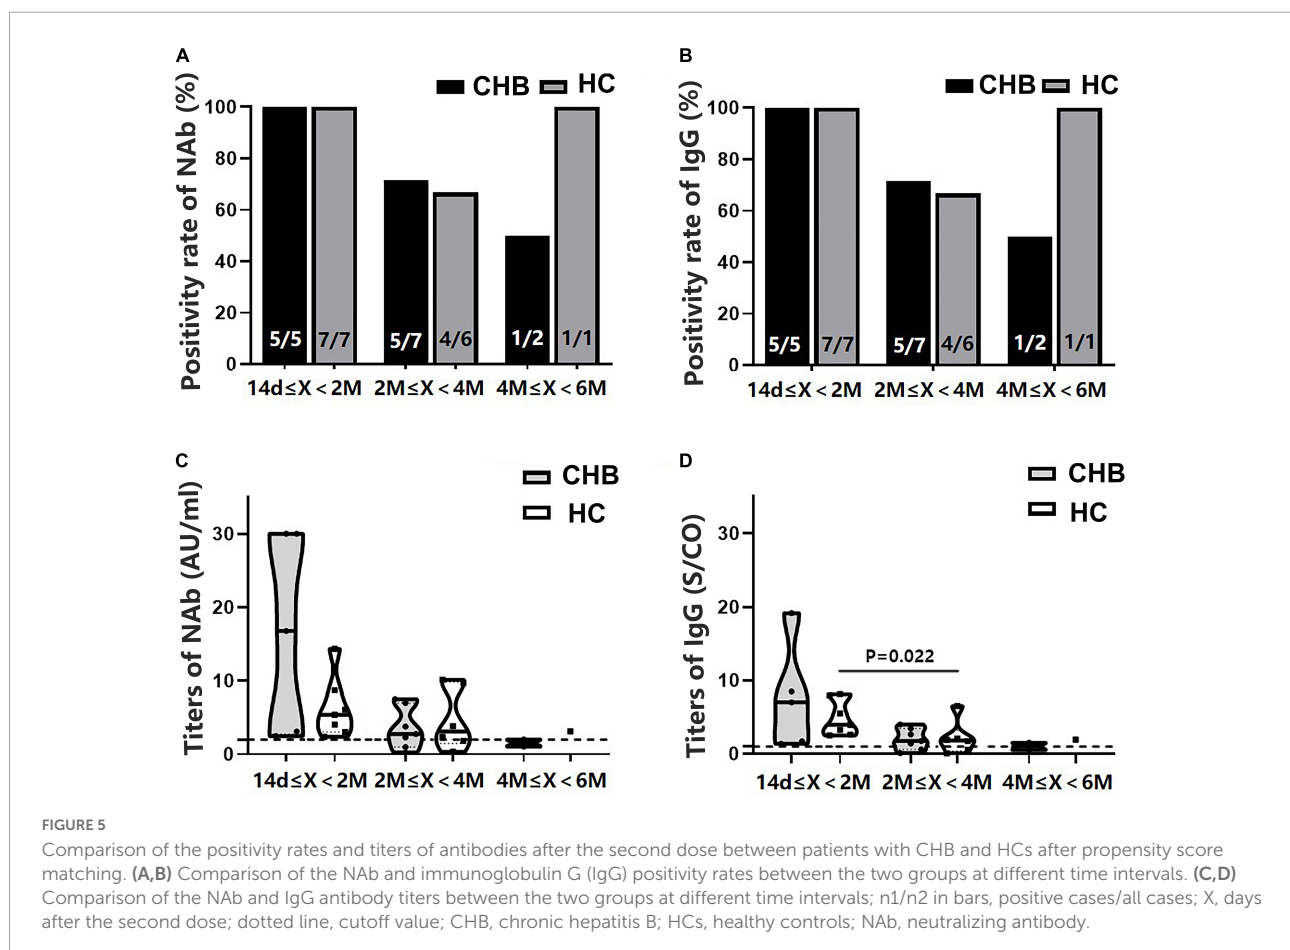 A
CHB HC
Positivity rate of NAb (%)
100
80
60
40
20
0
5/5 7/7 5/7 4/6 1/2 1/1
14d≤X<2M 2M≤X<4M 4M≤X<6M
B
CHB HC
Positivity rate of IgG (%)
100
80
60
40
20
0
5/5 7/7 5/7 4/6 1/2 1/1
14d≤X<2M 2M≤X<4M 4M≤X<6M
C
CHB
HC
Titers of NAb (AU/ml)
30
20
10
0
14d≤X<2M 2M≤X<4M 4M≤X<6M
D
CHB
HC
Titers of IgG (S/CO)
30
20
10
0
P=0.022
14d≤X<2M 2M≤X<4M 4M≤X<6M
FIGURE 5
Comparison of the positivity rates and titers of antibodies after the second dose between patients with CHB and HCs after propensity score
matching. (A,B) Comparison of the NAb and immunoglobulin G (IgG) positivity rates between the two groups at different time intervals. (C,D)
Comparison of the NAb and IgG antibody titers between the two groups at different time intervals; n1/n2 in bars, positive cases/all cases; X, days
after the second dose; dotted line, cutoff value; CHB, chronic hepatitis B; HCs, healthy controls; NAb, neutralizing antibody.